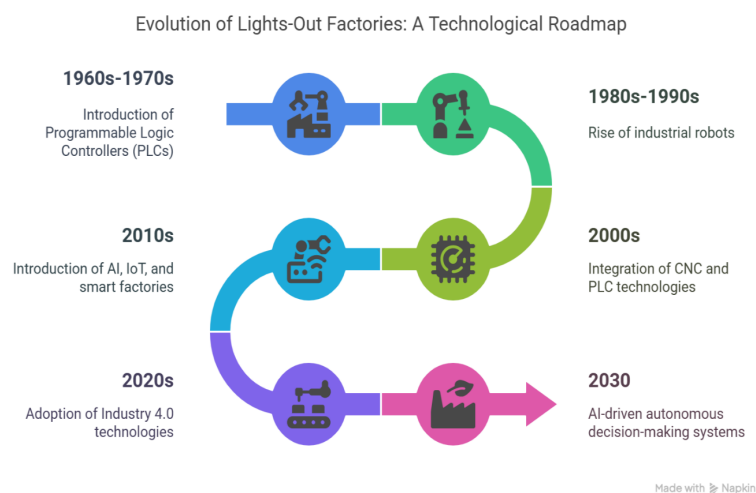 Evolution of Lights-Out Factories: A Technological Roadmap
1960s-1970s
Introduction of
Programmable Logic
Controllers (PLCs)
1980s-1990s
Rise of industrial robots
2000s
Integration of CNC and
PLC technologies
2010s
Introduction of AI, IoT, and
smart factories
2020s
Adoption of Industry 4.0
technologies
2030
AI-driven autonomous
decision-making systems
Made with Napkin